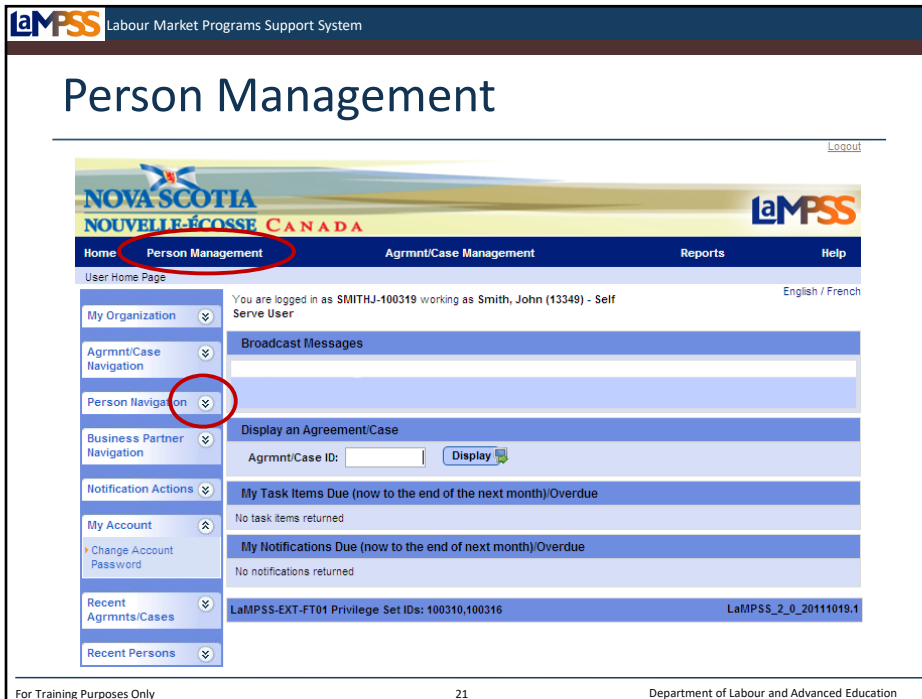 LaMPSS Labour Market Programs Support System
Person Management
Logout
NOVA SCOTIA
NOUVELLE-ÉCOSSE CANADA
LaMPSS
Home Person Management Agrmnt/Case Management Reports Help
User Home Page
English / French
You are logged in as SMITHJ-100319 working as Smith, John (13349) - Self
Serve User
My Organization
Agrmnt/Case
Navigation
Person Navigation
Business Partner
Navigation
Notification Actions
My Account
Change Account
Password
Recent
Agrmnts/Cases
Recent Persons
Broadcast Messages
Display an Agreement/Case
Agrmnt/Case ID: Display
My Task Items Due (now to the end of the next month)/Overdue
No task items returned
My Notifications Due (now to the end of next month)/Overdue
No notifications returned
LaMPSS-EXT-FT01 Privilege Set IDs: 100310,100316 LaMPSS_2_0_20111019.1
For Training Purposes Only 21 Department of Labour and Advanced Education